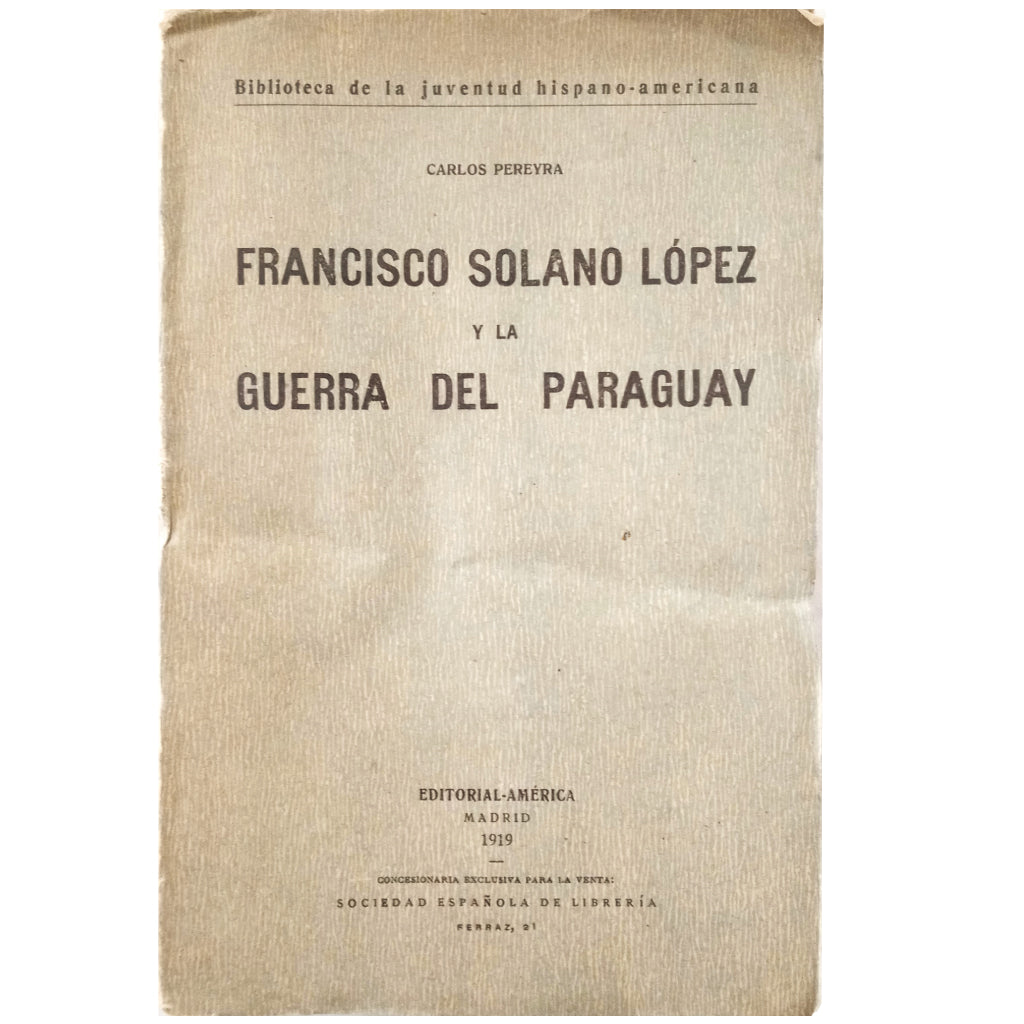 Biblioteca de la juventud hispano-americana
CARLOS PEREYRA
FRANCISCO SOLANO LÓPEZ
Y LA
GUERRA DEL PARAGUAY
EDITORIAL-AMÉRICA
MADRID
1919
CONCESIONARIA EXCLUSIVA PARA LA VENTA:
SOCIEDAD ESPAÑOLA DE LIBRERÍA
FERRAZ, 21